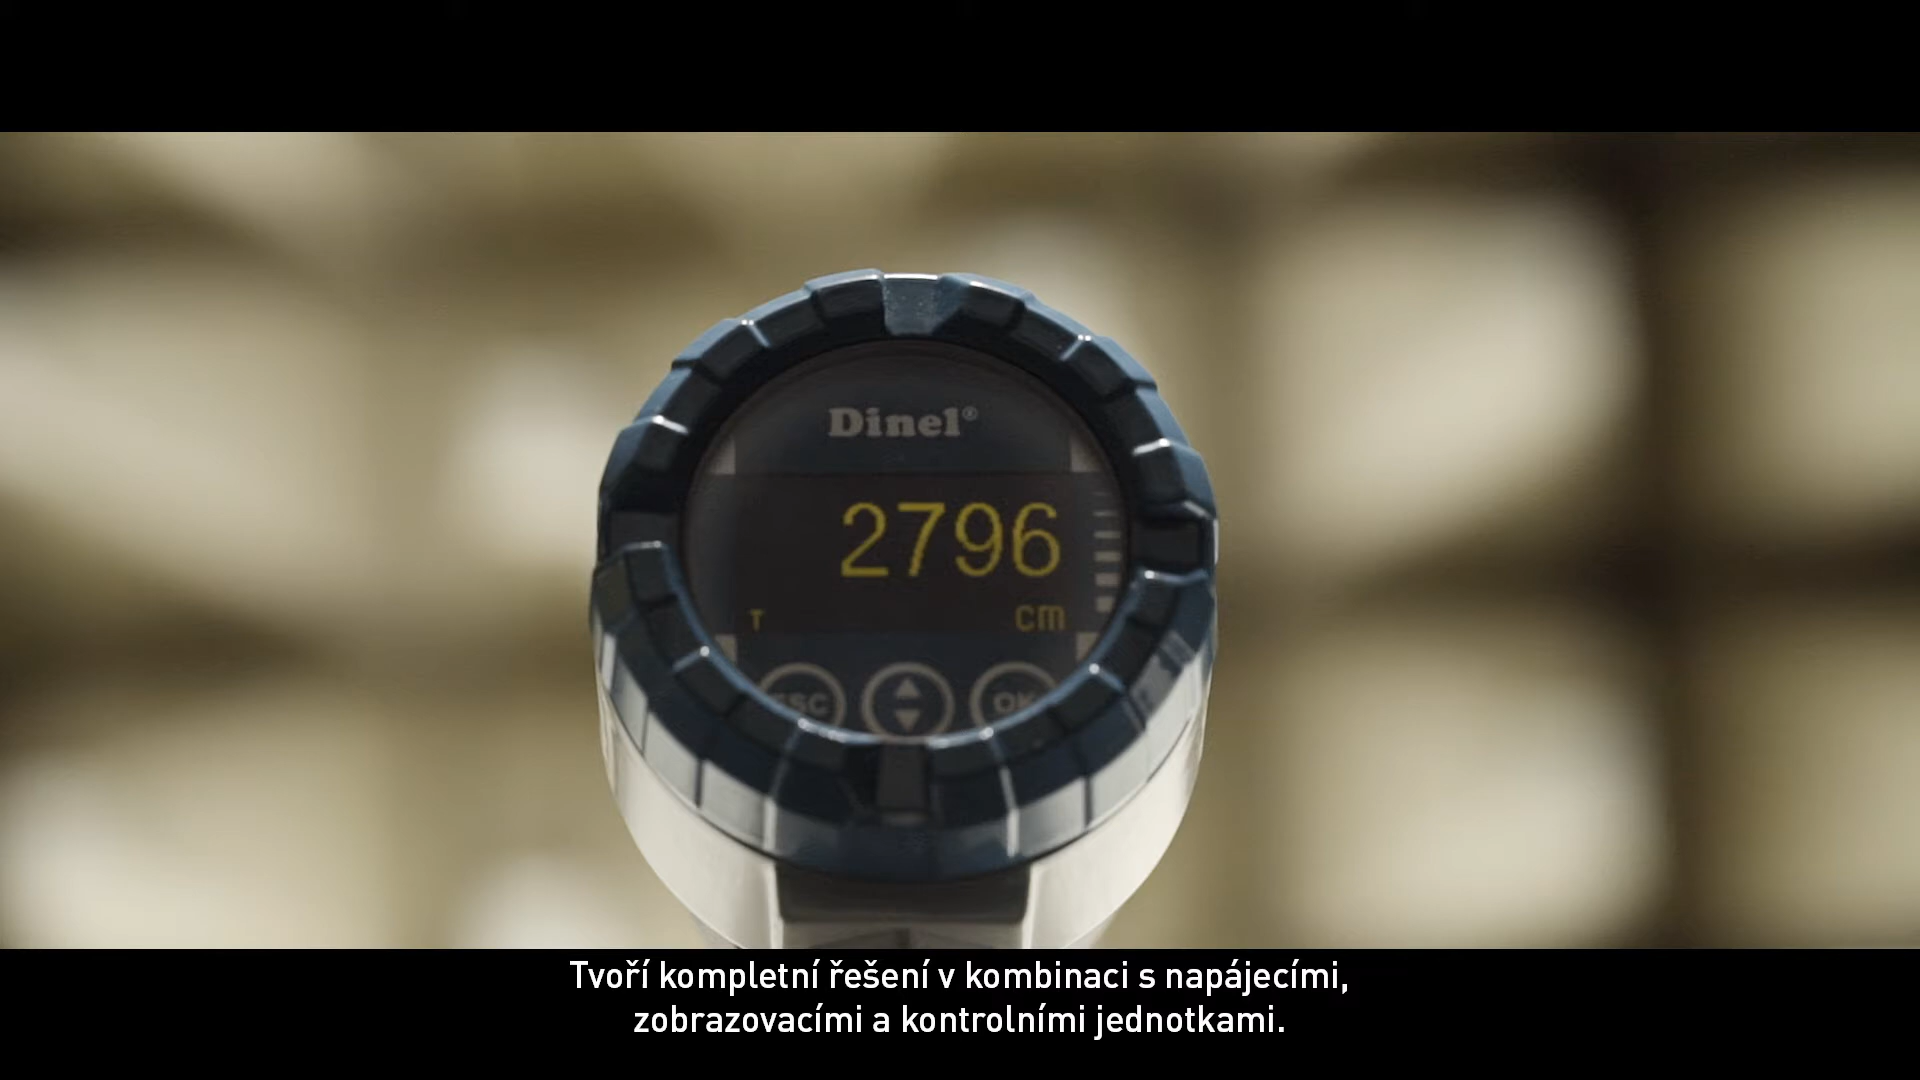 Dinel®
2796
T cm
ESC OK
Tvoří kompletní řešení v kombinaci s napájecími,
zobrazovacími a kontrolními jednotkami.